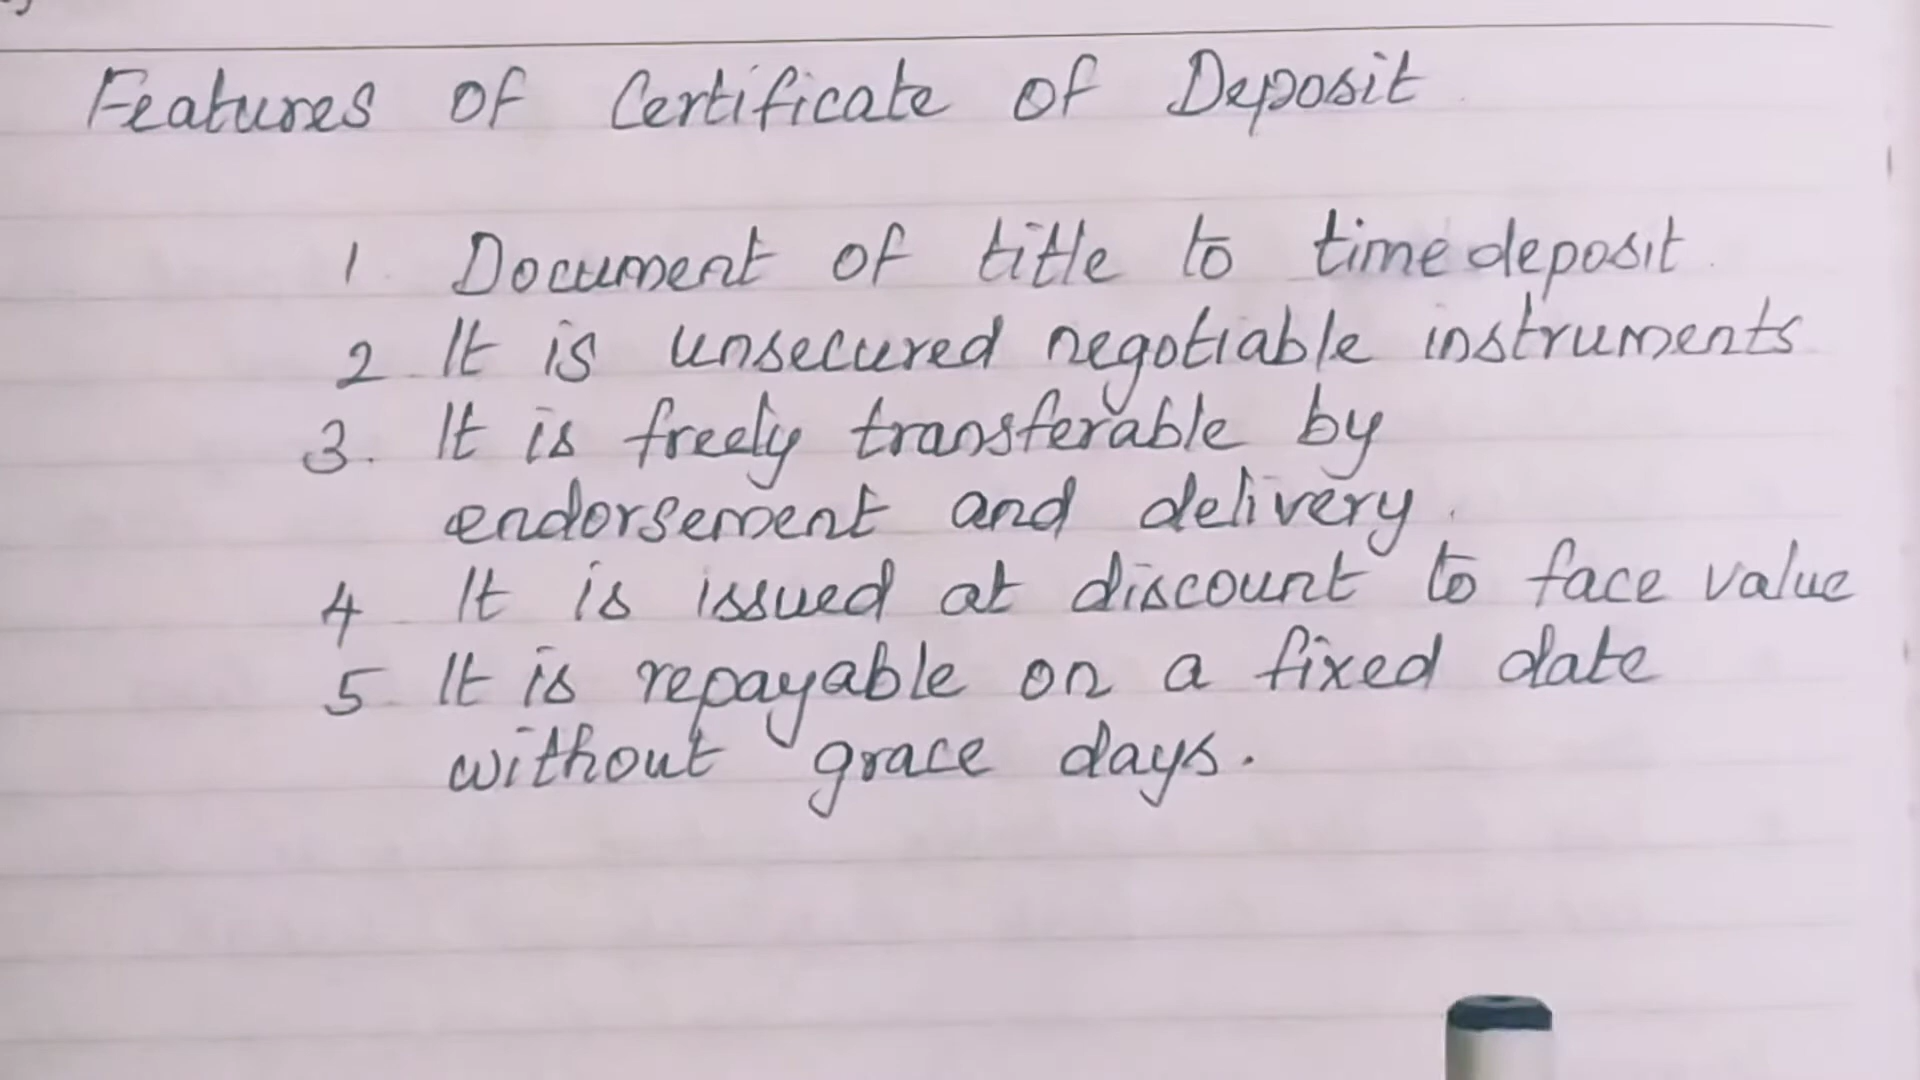 Features of Certificate of Deposit
1. Document of title to time deposit.
2 It is unsecured negotiable instruments
3. It is freely transferable by
endorsement and delivery.
4 It is issued at discount to face value
5 It is repayable on a fixed date
without grace days.